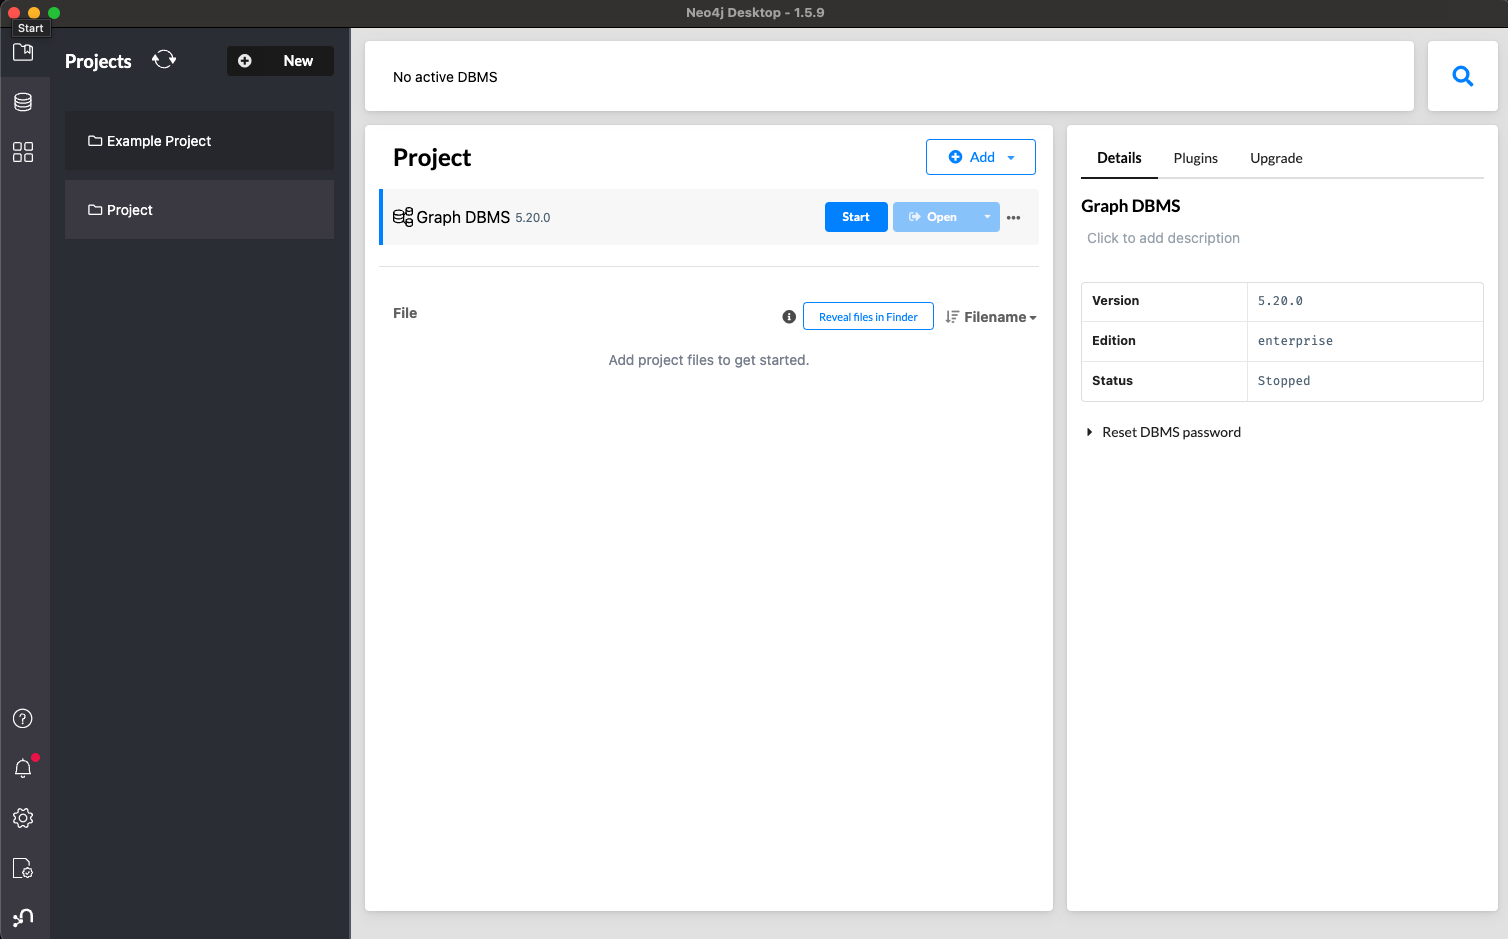 Neo4j Desktop - 1.5.9
Start
Projects
New
Example Project
Project
No active DBMS
Project
Add
Graph DBMS 5.20.0
Start
Open
File
Reveal files in Finder
Filename
Add project files to get started.
Details
Plugins
Upgrade
Graph DBMS
Click to add description
Version 5.20.0
Edition enterprise
Status Stopped
Reset DBMS password